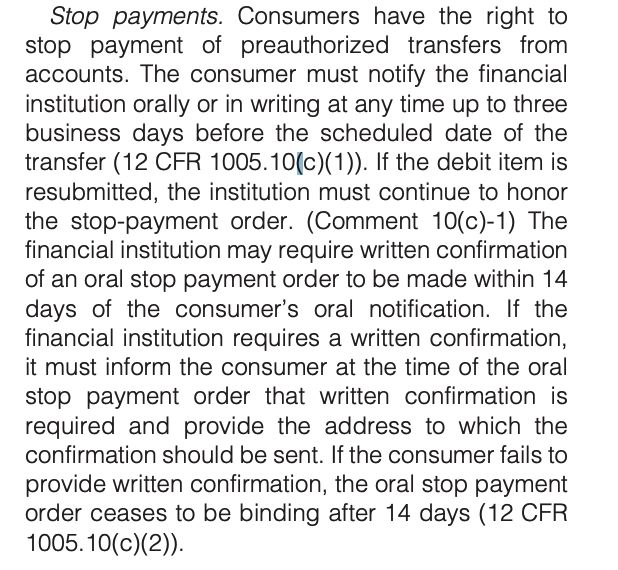 Stop payments. Consumers have the right to
stop payment of preauthorized transfers from
accounts. The consumer must notify the financial
institution orally or in writing at any time up to three
business days before the scheduled date of the
transfer (12 CFR 1005.10(c)(1)). If the debit item is
resubmitted, the institution must continue to honor
the stop-payment order. (Comment 10(c)-1) The
financial institution may require written confirmation
of an oral stop payment order to be made within 14
days of the consumer’s oral notification. If the
financial institution requires a written confirmation,
it must inform the consumer at the time of the oral
stop payment order that written confirmation is
required and provide the address to which the
confirmation should be sent. If the consumer fails to
provide written confirmation, the oral stop payment
order ceases to be binding after 14 days (12 CFR
1005.10(c)(2)).